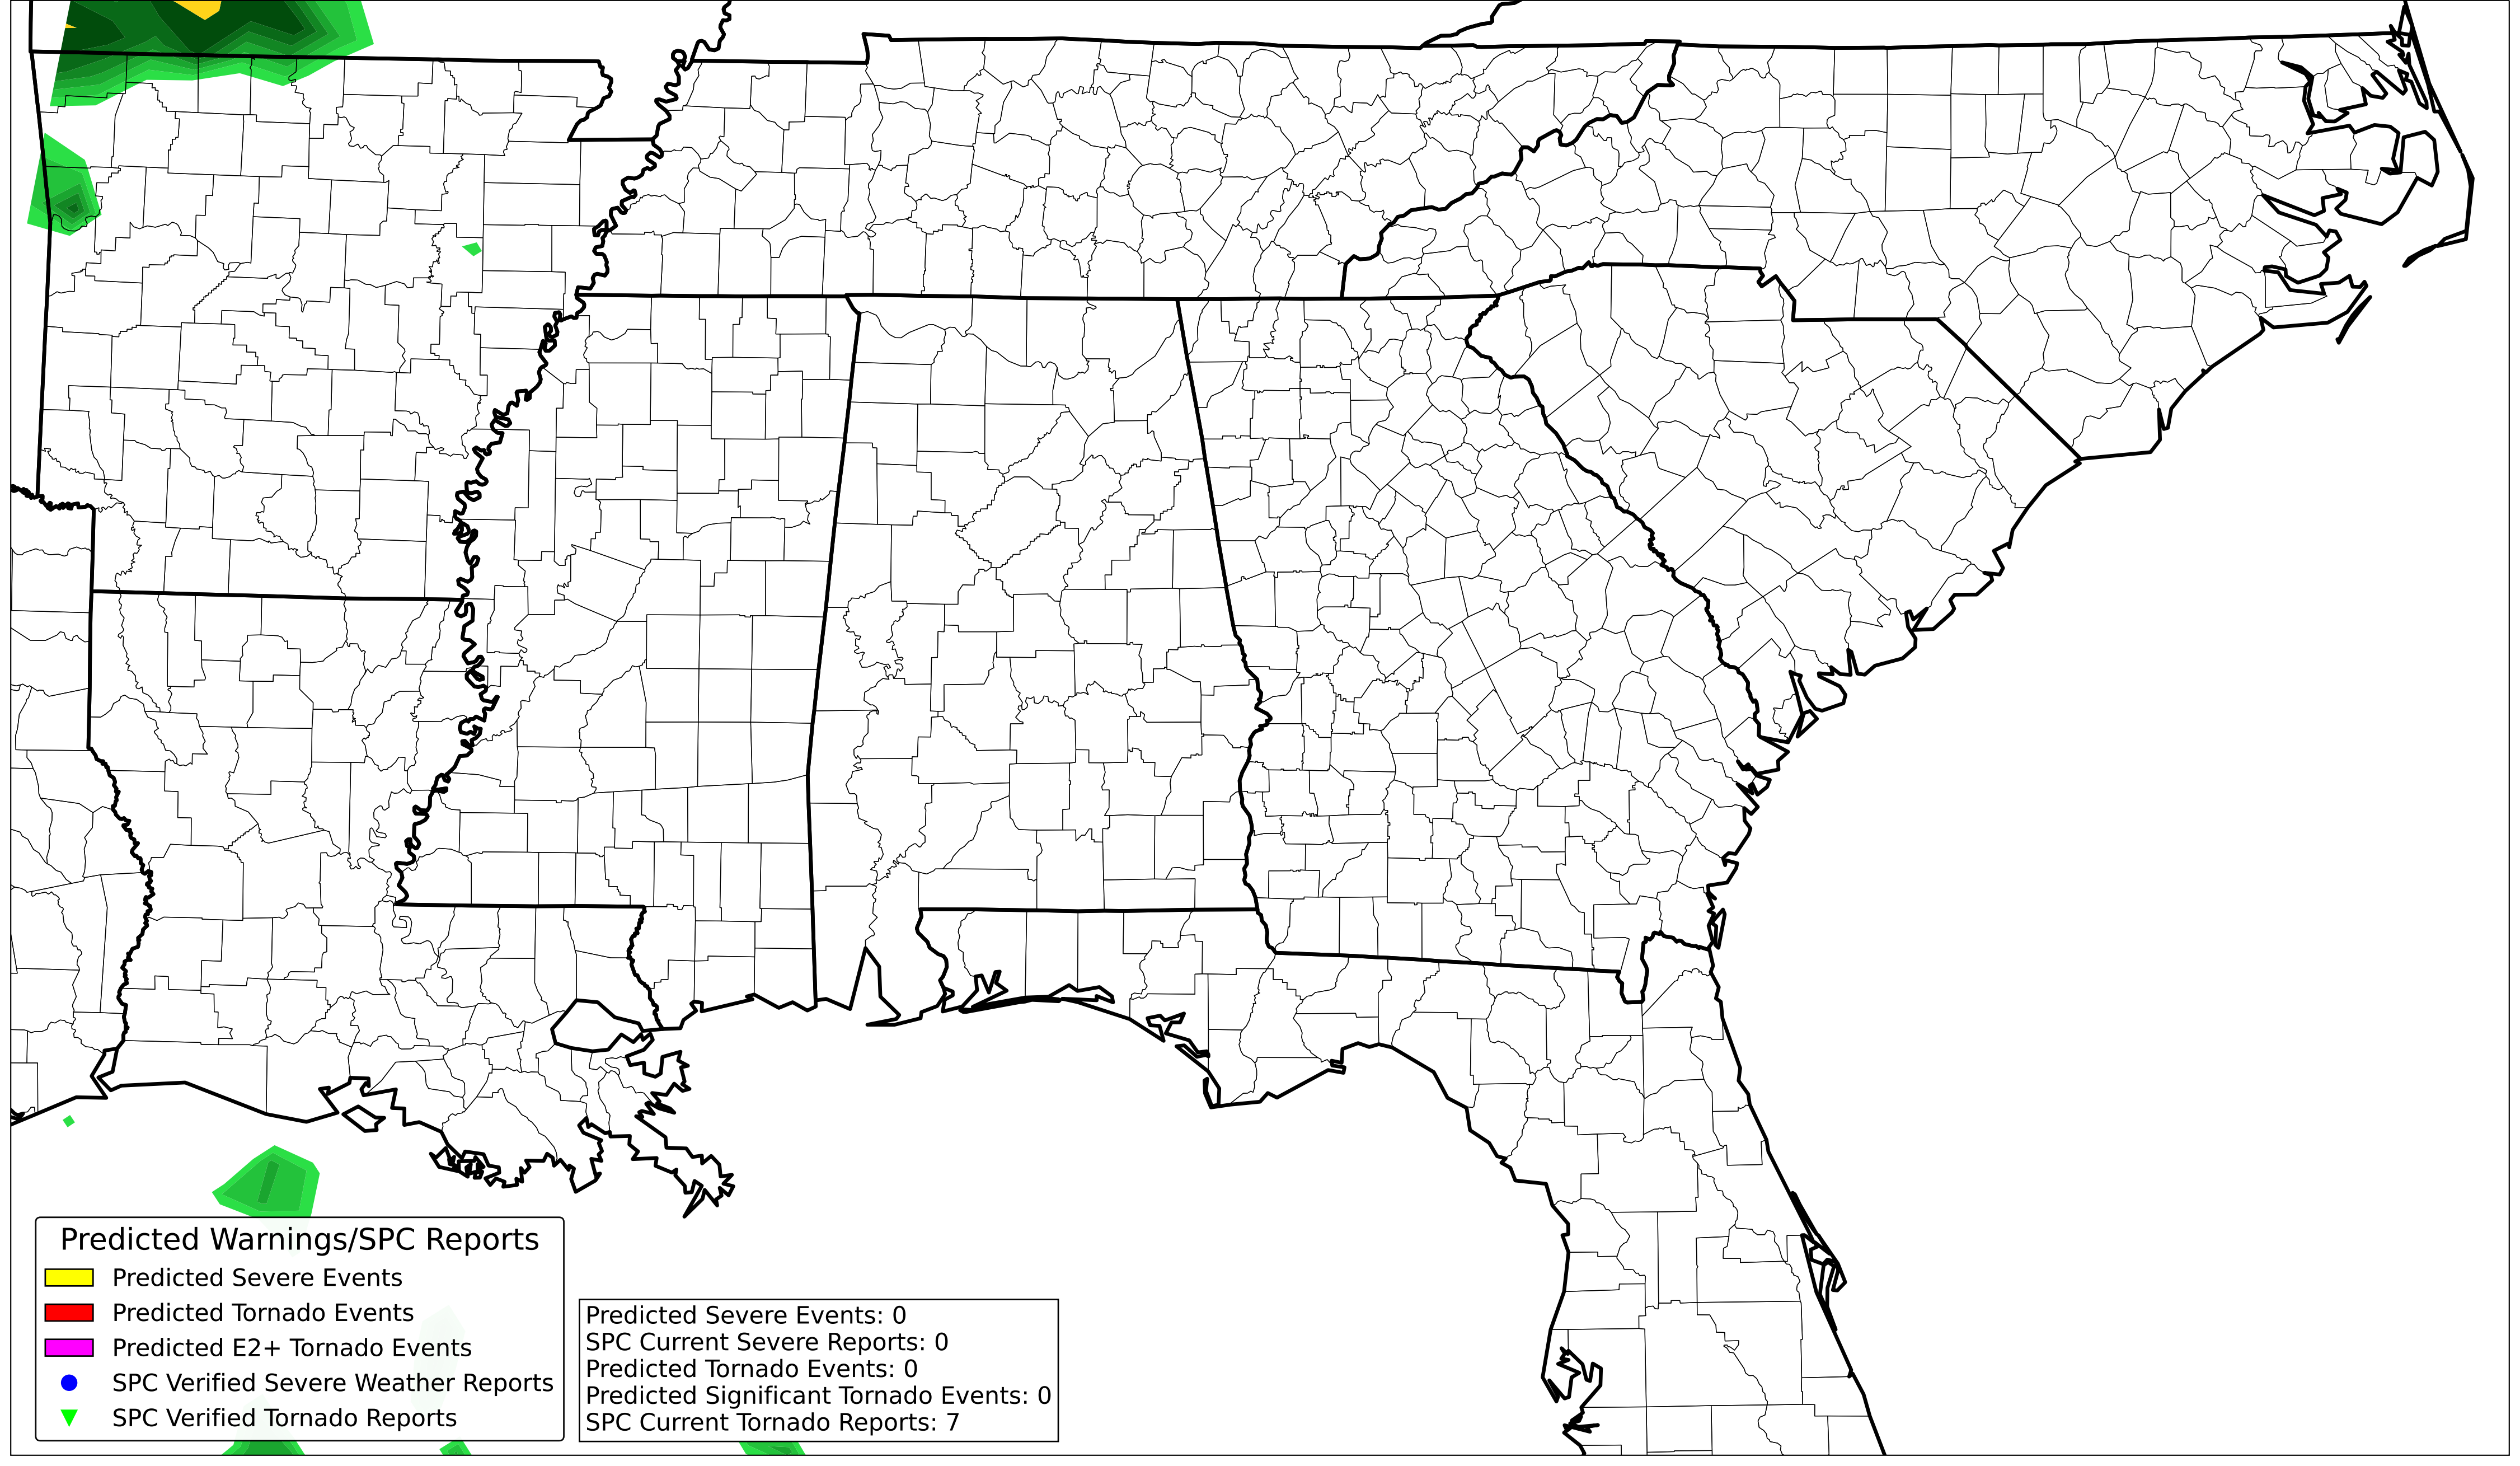 Predicted Warnings/SPC Reports
Predicted Severe Events
Predicted Tornado Events
Predicted E2+ Tornado Events
SPC Verified Severe Weather Reports
SPC Verified Tornado Reports
Predicted Severe Events: 0
SPC Current Severe Reports: 0
Predicted Tornado Events: 0
Predicted Significant Tornado Events: 0
SPC Current Tornado Reports: 7